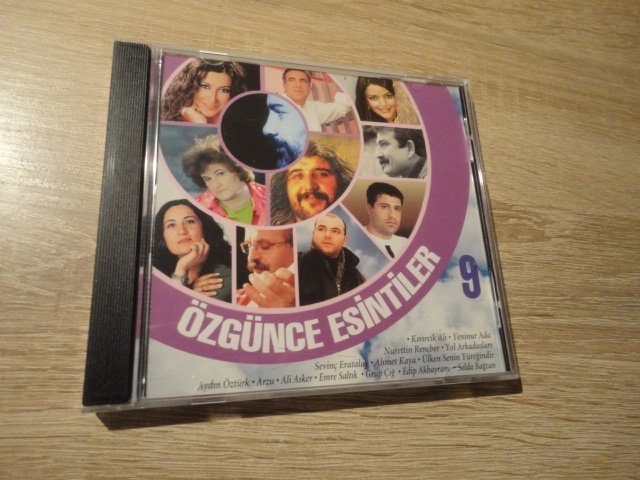 ÖZGÜNCE ESİNTİLER
9
• Kıvırcık Ali • Yeninur Ada
Nurettin Rençber • Yol Arkadaşları
Sevinç Eratalay • Ahmet Kaya • Ülken Senin Yüreğindir
Aydın Öztürk • Arzu • Ali Asker • Emre Saltık • Grup Çığ • Edip Akbayram • Selda Bağcan